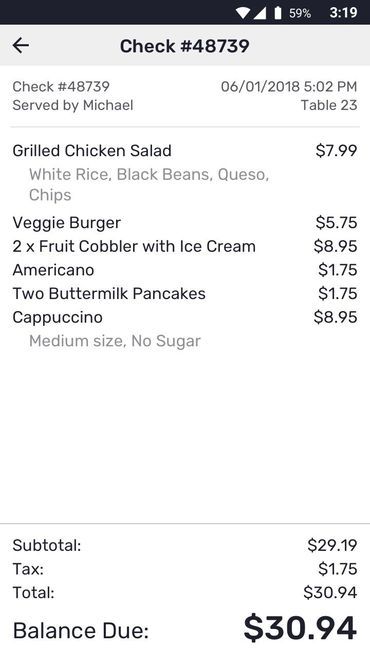 59% 3:19
Check #48739
Check #48739 06/01/2018 5:02 PM
Served by Michael Table 23
Grilled Chicken Salad $7.99
White Rice, Black Beans, Queso,
Chips
Veggie Burger $5.75
2 x Fruit Cobbler with Ice Cream $8.95
Americano $1.75
Two Buttermilk Pancakes $1.75
Cappuccino $8.95
Medium size, No Sugar
Subtotal: $29.19
Tax: $1.75
Total: $30.94
Balance Due: $30.94